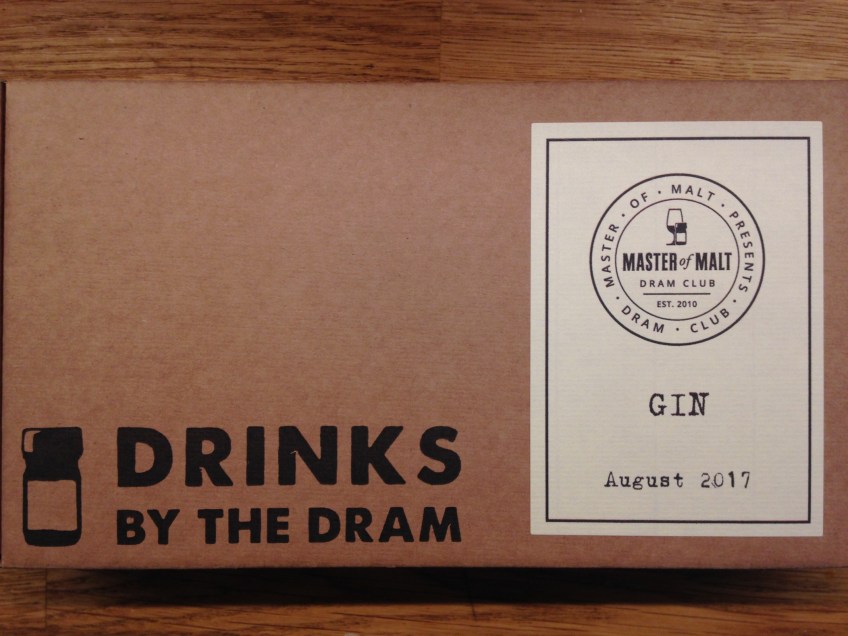 DRINKS
BY THE DRAM
MASTER · OF · MALT · PRESENTS
MASTER of MALT
DRAM CLUB
EST. 2010
· DRAM · CLUB ·
GIN
August 2017